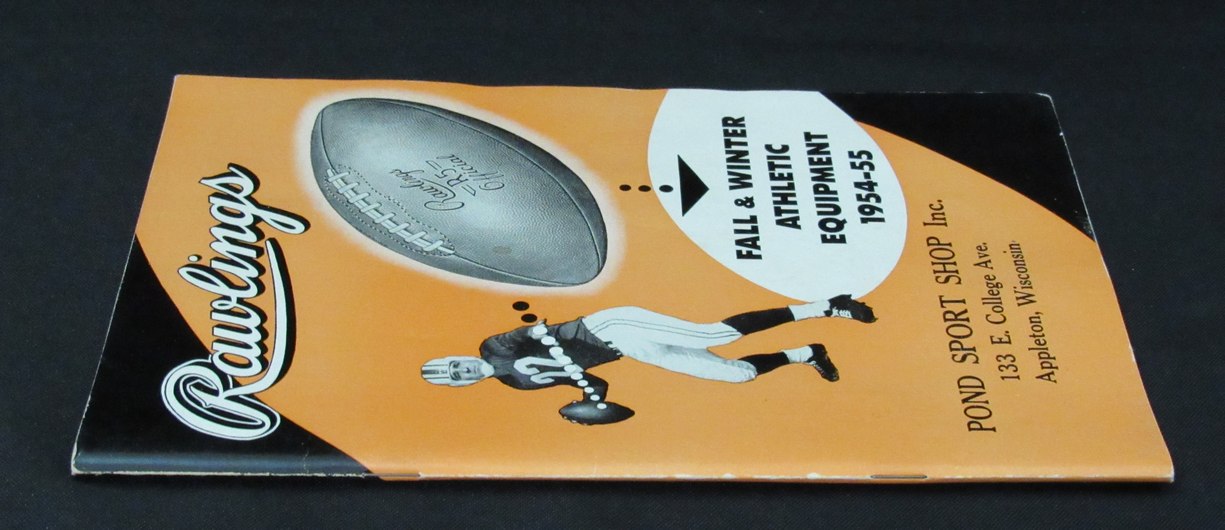 Rawlings
Rawlings
-R5-
Official
22
FALL & WINTER
ATHLETIC
EQUIPMENT
1954-55
POND SPORT SHOP Inc.
133 E. College Ave.
Appleton, Wisconsin.